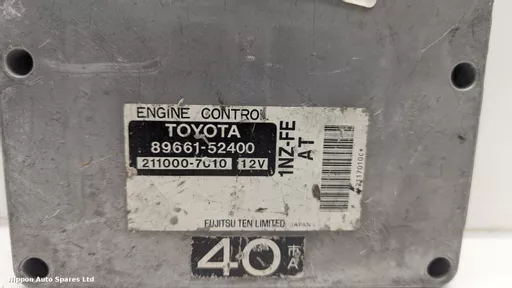 ENGINE CONTROL
TOYOTA
89661-52400
211000-7010 12V
1NZ-FE
AT
FUJITSU TEN LIMITED JAPAN
40
Nippon Auto Spares Ltd